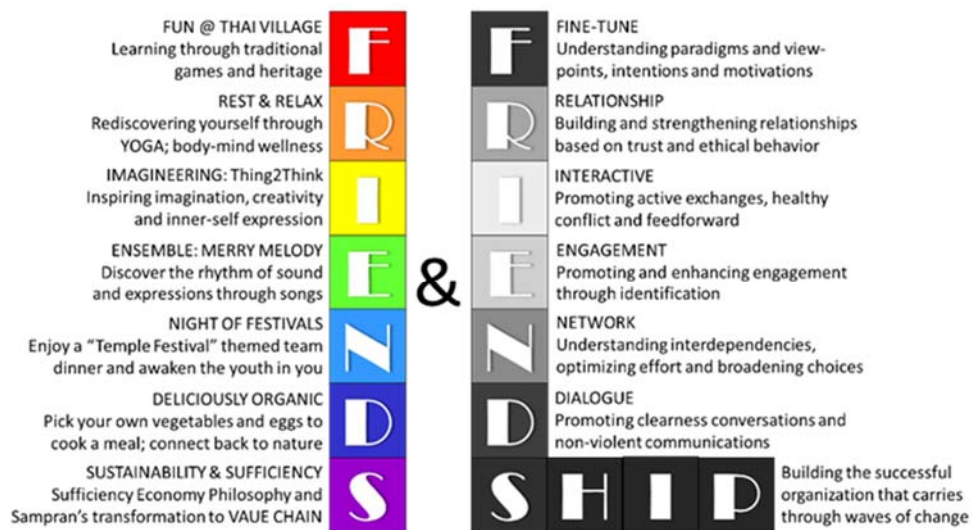 FUN @ THAI VILLAGE
Learning through traditional
games and heritage
F
REST & RELAX
Rediscovering yourself through
YOGA; body-mind wellness
R
IMAGINEERING: Thing2Think
Inspiring imagination, creativity
and inner-self expression
I
ENSEMBLE: MERRY MELODY
Discover the rhythm of sound
and expressions through songs
E
NIGHT OF FESTIVALS
Enjoy a “Temple Festival” themed team
dinner and awaken the youth in you
N
DELICIOUSLY ORGANIC
Pick your own vegetables and eggs to
cook a meal; connect back to nature
D
SUSTAINABILITY & SUFFICIENCY
Sufficiency Economy Philosophy and
Sampran’s transformation to VAUE CHAIN
S
&
F
FINE-TUNE
Understanding paradigms and view-
points, intentions and motivations
R
RELATIONSHIP
Building and strengthening relationships
based on trust and ethical behavior
I
INTERACTIVE
Promoting active exchanges, healthy
conflict and feedforward
E
ENGAGEMENT
Promoting and enhancing engagement
through identification
N
NETWORK
Understanding interdependencies,
optimizing effort and broadening choices
D
DIALOGUE
Promoting clearness conversations and
non-violent communications
SHIP
Building the successful
organization that carries
through waves of change